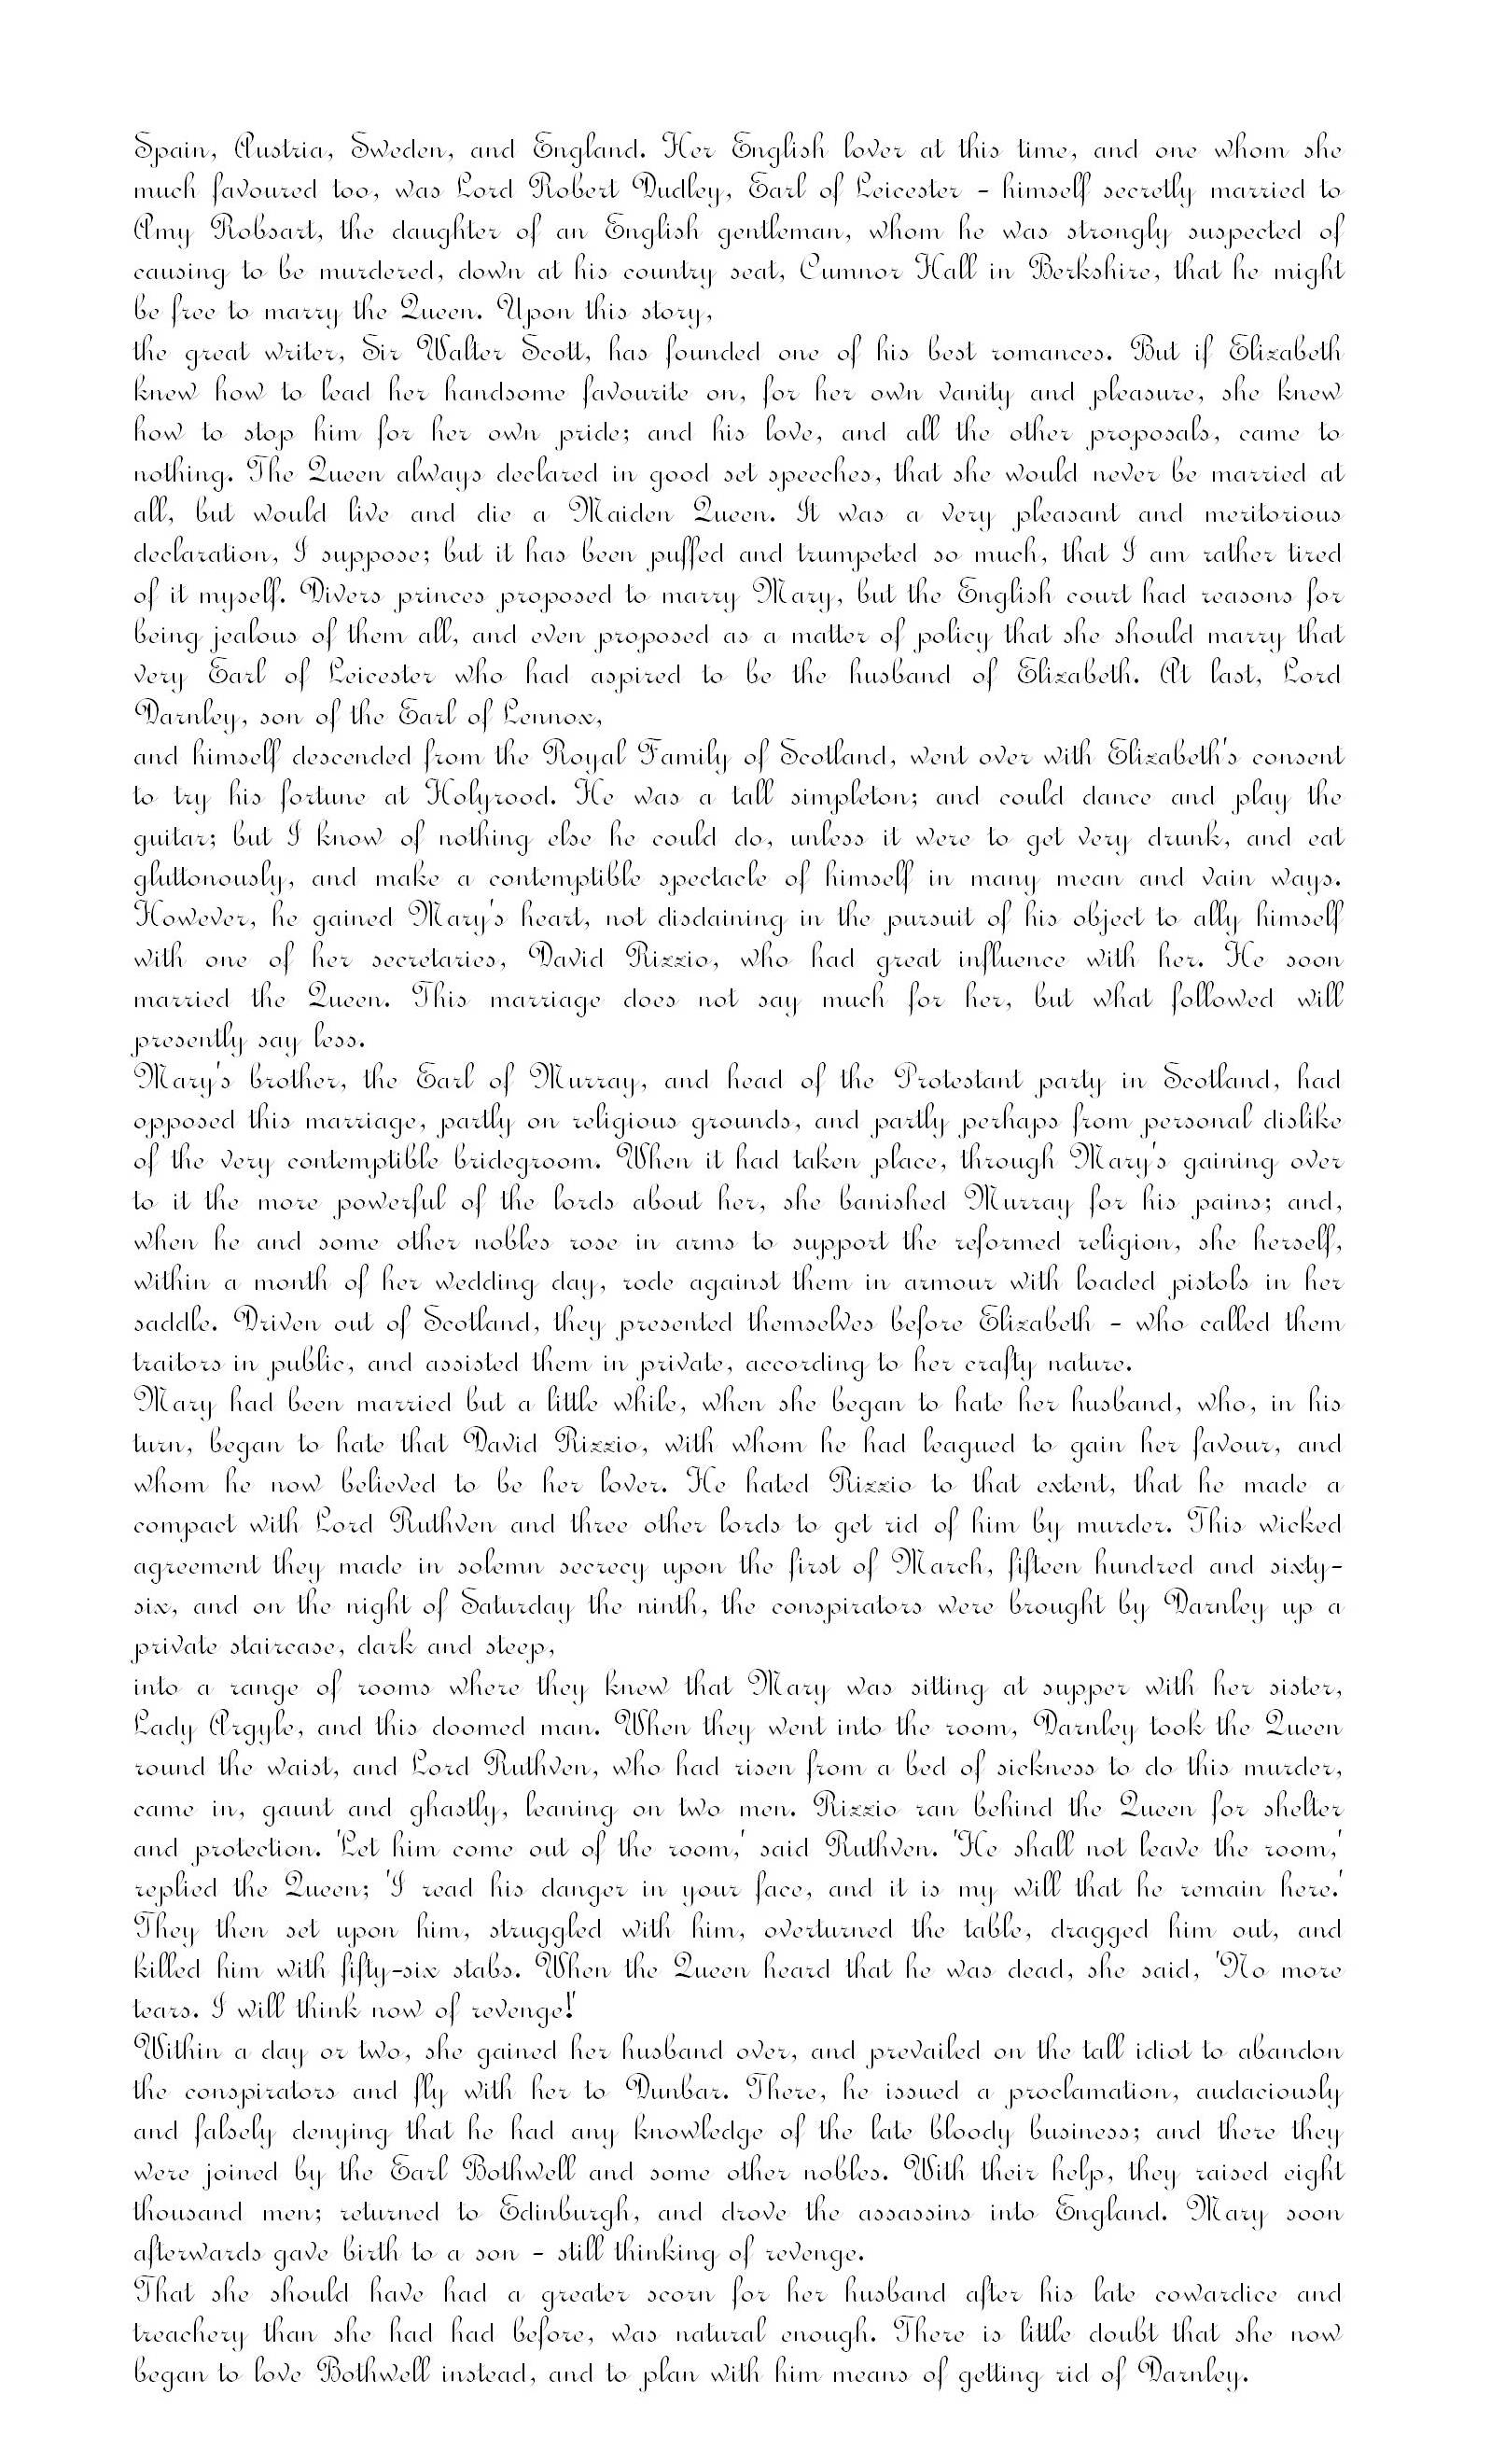 Spain, Austria, Sweden, and England. Her English lover at this time, and one whom she
much favoured too, was Lord Robert Dudley, Earl of Leicester - himself secretly married to
Amy Robsart, the daughter of an English gentleman, whom he was strongly suspected of
causing to be murdered, down at his country seat, Cumnor Hall in Berkshire, that he might
be free to marry the Queen. Upon this story,
the great writer, Sir Walter Scott, has founded one of his best romances. But if Elizabeth
knew how to lead her handsome favourite on, for her own vanity and pleasure, she knew
how to stop him for her own pride; and his love, and all the other proposals, came to
nothing. The Queen always declared in good set speeches, that she would never be married at
all, but would live and die a Maiden Queen. It was a very pleasant and meritorious
declaration, I suppose; but it has been puffed and trumpeted so much, that I am rather tired
of it myself. Divers princes proposed to marry Mary, but the English court had reasons for
being jealous of them all, and even proposed as a matter of policy that she should marry that
very Earl of Leicester who had aspired to be the husband of Elizabeth. At last, Lord
Darnley, son of the Earl of Lennox,
and himself descended from the Royal Family of Scotland, went over with Elizabeth's consent
to try his fortune at Holyrood. He was a tall simpleton; and could dance and play the
guitar; but I know of nothing else he could do, unless it were to get very drunk, and eat
gluttonously, and make a contemptible spectacle of himself in many mean and vain ways.
However, he gained Mary's heart, not disdaining in the pursuit of his object to ally himself
with one of her secretaries, David Rizzio, who had great influence with her. He soon
married the Queen. This marriage does not say much for her, but what followed will
presently say less.
Mary's brother, the Earl of Murray, and head of the Protestant party in Scotland, had
opposed this marriage, partly on religious grounds, and partly perhaps from personal dislike
of the very contemptible bridegroom. When it had taken place, through Mary's gaining over
to it the more powerful of the lords about her, she banished Murray for his pains; and,
when he and some other nobles rose in arms to support the reformed religion, she herself,
within a month of her wedding day, rode against them in armour with loaded pistols in her
saddle. Driven out of Scotland, they presented themselves before Elizabeth - who called them
traitors in public, and assisted them in private, according to her crafty nature.
Mary had been married but a little while, when she began to hate her husband, who, in his
turn, began to hate that David Rizzio, with whom he had leagued to gain her favour, and
whom he now believed to be her lover. He hated Rizzio to that extent, that he made a
compact with Lord Ruthven and three other lords to get rid of him by murder. This wicked
agreement they made in solemn secrecy upon the first of March, fifteen hundred and sixty-
six, and on the night of Saturday the ninth, the conspirators were brought by Darnley up a
private staircase, dark and steep,
into a range of rooms where they knew that Mary was sitting at supper with her sister,
Lady Argyle, and this doomed man. When they went into the room, Darnley took the Queen
round the waist, and Lord Ruthven, who had risen from a bed of sickness to do this murder,
came in, gaunt and ghastly, leaning on two men. Rizzio ran behind the Queen for shelter
and protection. 'Let him come out of the room,' said Ruthven. 'He shall not leave the room,'
replied the Queen; 'I read his danger in your face, and it is my will that he remain here.'
They then set upon him, struggled with him, overturned the table, dragged him out, and
killed him with fifty-six stabs. When the Queen heard that he was dead, she said, 'No more
tears. I will think now of revenge!'
Within a day or two, she gained her husband over, and prevailed on the tall idiot to abandon
the conspirators and fly with her to Dunbar. There, he issued a proclamation, audaciously
and falsely denying that he had any knowledge of the late bloody business; and there they
were joined by the Earl Bothwell and some other nobles. With their help, they raised eight
thousand men; returned to Edinburgh, and drove the assassins into England. Mary soon
afterwards gave birth to a son - still thinking of revenge.
That she should have had a greater scorn for her husband after his late cowardice and
treachery than she had had before, was natural enough. There is little doubt that she now
began to love Bothwell instead, and to plan with him means of getting rid of Darnley.